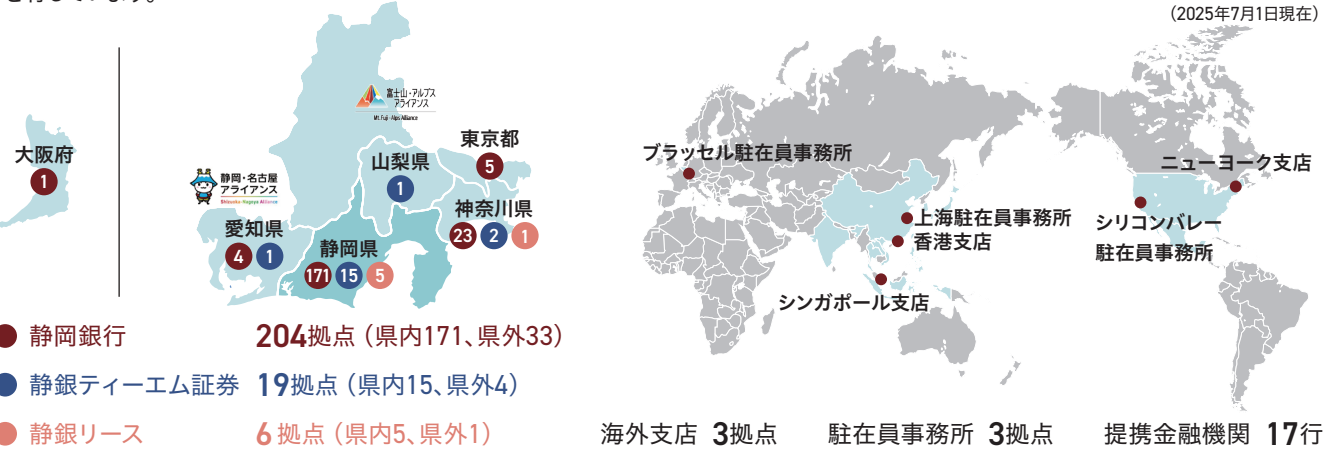 (2025年7月1日現在)
大阪府
1
富士山・アルプス
アライアンス
Mt.Fuji-Alps Alliance
東京都
5
山梨県
1
静岡・名古屋
アライアンス
Shizuoka-Nagoya Alliance
神奈川県
23 2 1
愛知県
4 1
静岡県
171 15 5
静岡銀行 204拠点(県内171、県外33)
静銀ティーエム証券 19拠点(県内15、県外4)
静銀リース 6拠点(県内5、県外1)
ブラッセル駐在員事務所
ニューヨーク支店
上海駐在員事務所
香港支店
シリコンバレー
駐在員事務所
シンガポール支店
海外支店 3拠点 駐在員事務所 3拠点 提携金融機関 17行